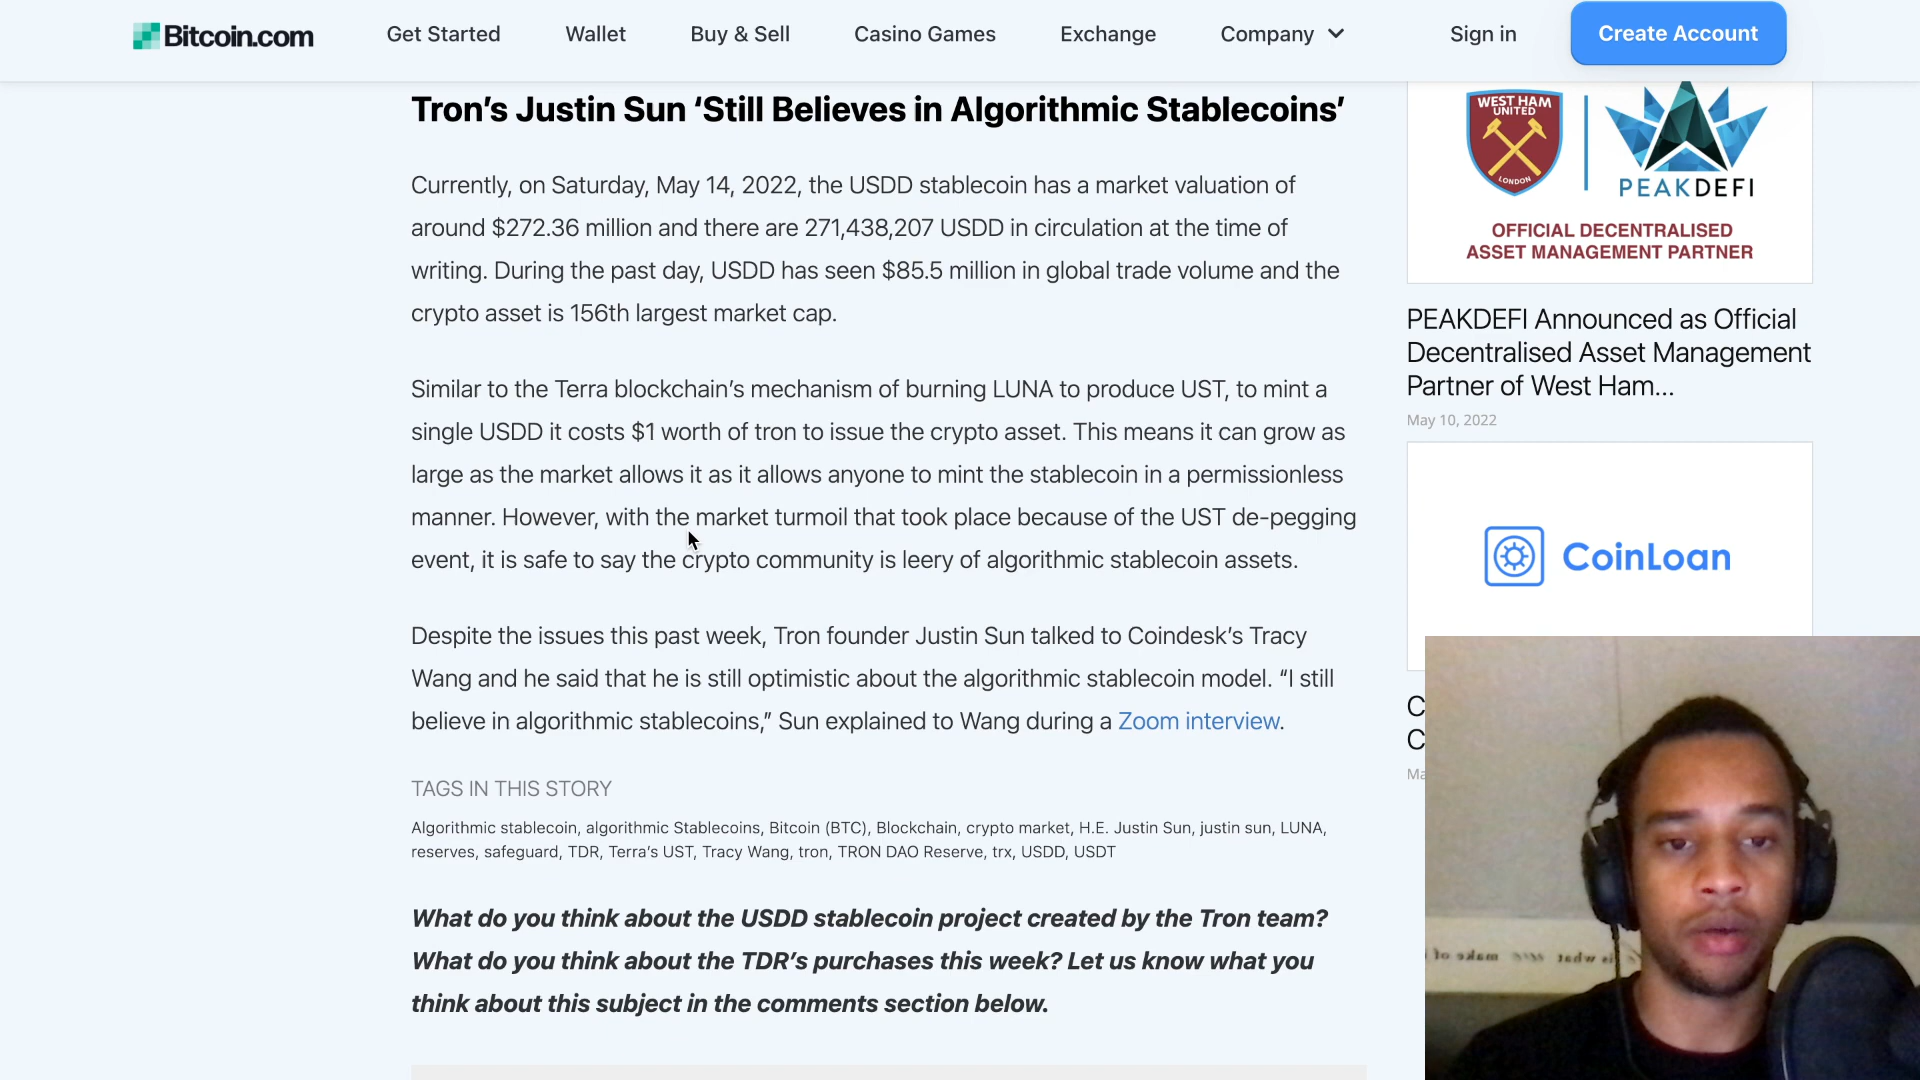 Bitcoin.com
Get Started
Wallet
Buy & Sell
Casino Games
Exchange
Company
Sign in
Create Account
Tron’s Justin Sun ‘Still Believes in Algorithmic Stablecoins’
Currently, on Saturday, May 14, 2022, the USDD stablecoin has a market valuation of
around $272.36 million and there are 271,438,207 USDD in circulation at the time of
writing. During the past day, USDD has seen $85.5 million in global trade volume and the
crypto asset is 156th largest market cap.
Similar to the Terra blockchain’s mechanism of burning LUNA to produce UST, to mint a
single USDD it costs $1 worth of tron to issue the crypto asset. This means it can grow as
large as the market allows it as it allows anyone to mint the stablecoin in a permissionless
manner. However, with the market turmoil that took place because of the UST de-pegging
event, it is safe to say the crypto community is leery of algorithmic stablecoin assets.
Despite the issues this past week, Tron founder Justin Sun talked to Coindesk’s Tracy
Wang and he said that he is still optimistic about the algorithmic stablecoin model. “I still
believe in algorithmic stablecoins,” Sun explained to Wang during a Zoom interview.
TAGS IN THIS STORY
Algorithmic stablecoin, algorithmic Stablecoins, Bitcoin (BTC), Blockchain, crypto market, H.E. Justin Sun, justin sun, LUNA,
reserves, safeguard, TDR, Terra’s UST, Tracy Wang, tron, TRON DAO Reserve, trx, USDD, USDT
What do you think about the USDD stablecoin project created by the Tron team?
What do you think about the TDR’s purchases this week? Let us know what you
think about this subject in the comments section below.
WEST HAM
UNITED
LONDON
PEAKDEFI
OFFICIAL DECENTRALISED
ASSET MANAGEMENT PARTNER
PEAKDEFI Announced as Official
Decentralised Asset Management
Partner of West Ham...
May 10, 2022
CoinLoan
C
C
Ma